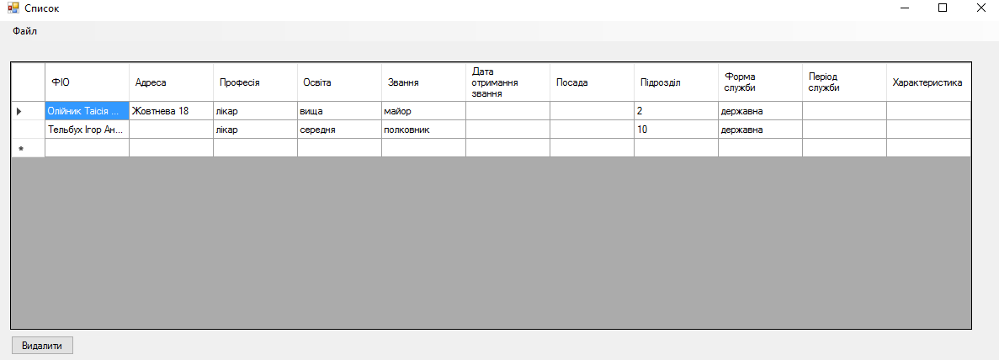 Список
Файл
ФІО Адреса Професія Освіта Звання Дата отримання звання Посада Підрозділ Форма служби Період служби Характеристика
Олійник Таісія ... Жовтнева 18 лікар вища майор 2 державна
Тельбух Ігор Ан... лікар середня полковник 10 державна
Видалити